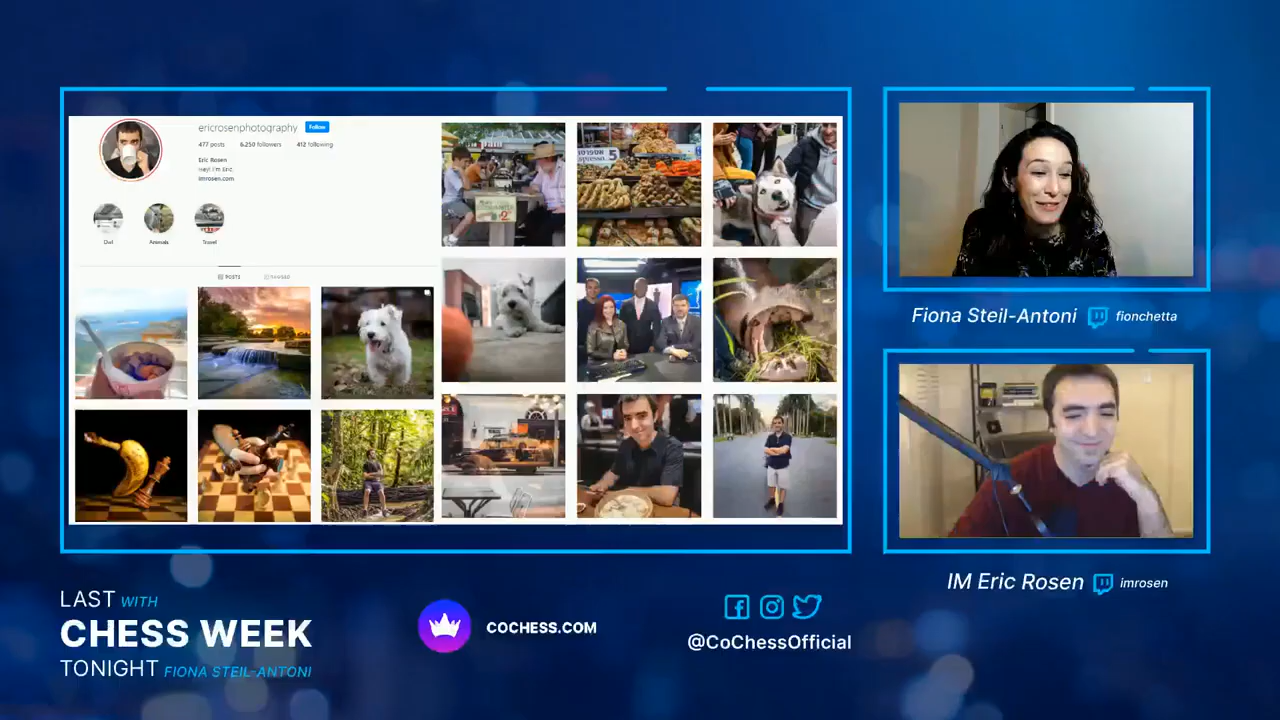 ericrosenphotography Follow
477 posts 6,250 followers 412 following
Eric Rosen
Hey! I'm Eric.
imrosen.com
Owl Animals Travel
POSTS TAGGED
Fiona Steil-Antoni fionchetta
IM Eric Rosen imrosen
LAST WITH
CHESS WEEK
TONIGHT FIONA STEIL-ANTONI
COCHESS.COM
@CoChessOfficial